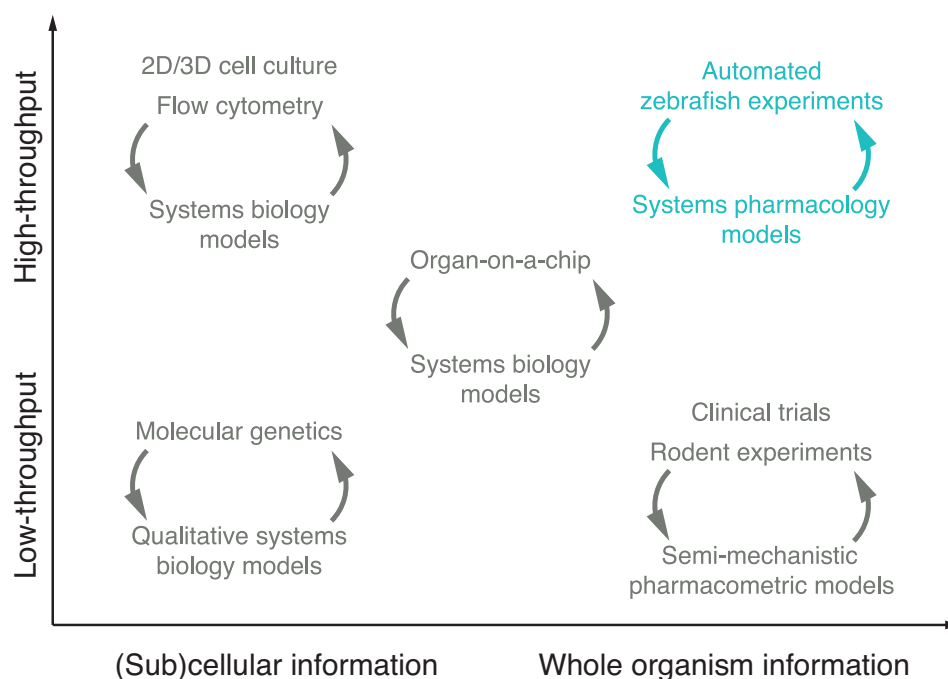 High-throughput
Low-throughput
2D/3D cell culture
Flow cytometry
Systems biology
models
Automated
zebrafish experiments
Systems pharmacology
models
Organ-on-a-chip
Systems biology
models
Molecular genetics
Qualitative systems
biology models
Clinical trials
Rodent experiments
Semi-mechanistic
pharmacometric models
(Sub)cellular information
Whole organism information